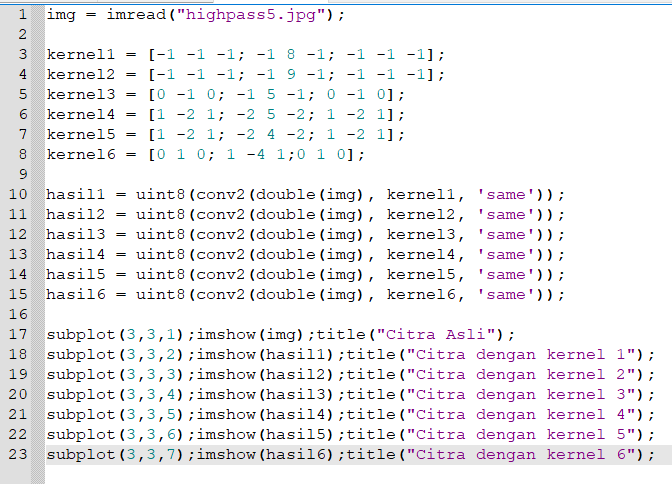 1 img = imread("highpass5.jpg");
2
3 kernel1 = [-1 -1 -1; -1 8 -1; -1 -1 -1];
4 kernel2 = [-1 -1 -1; -1 9 -1; -1 -1 -1];
5 kernel3 = [0 -1 0; -1 5 -1; 0 -1 0];
6 kernel4 = [1 -2 1; -2 5 -2; 1 -2 1];
7 kernel5 = [1 -2 1; -2 4 -2; 1 -2 1];
8 kernel6 = [0 1 0; 1 -4 1;0 1 0];
9
10 hasil1 = uint8(conv2(double(img), kernel1, 'same'));
11 hasil2 = uint8(conv2(double(img), kernel2, 'same'));
12 hasil3 = uint8(conv2(double(img), kernel3, 'same'));
13 hasil4 = uint8(conv2(double(img), kernel4, 'same'));
14 hasil5 = uint8(conv2(double(img), kernel5, 'same'));
15 hasil6 = uint8(conv2(double(img), kernel6, 'same'));
16
17 subplot(3,3,1);imshow(img);title("Citra Asli");
18 subplot(3,3,2);imshow(hasil1);title("Citra dengan kernel 1");
19 subplot(3,3,3);imshow(hasil2);title("Citra dengan kernel 2");
20 subplot(3,3,4);imshow(hasil3);title("Citra dengan kernel 3");
21 subplot(3,3,5);imshow(hasil4);title("Citra dengan kernel 4");
22 subplot(3,3,6);imshow(hasil5);title("Citra dengan kernel 5");
23 subplot(3,3,7);imshow(hasil6);title("Citra dengan kernel 6");